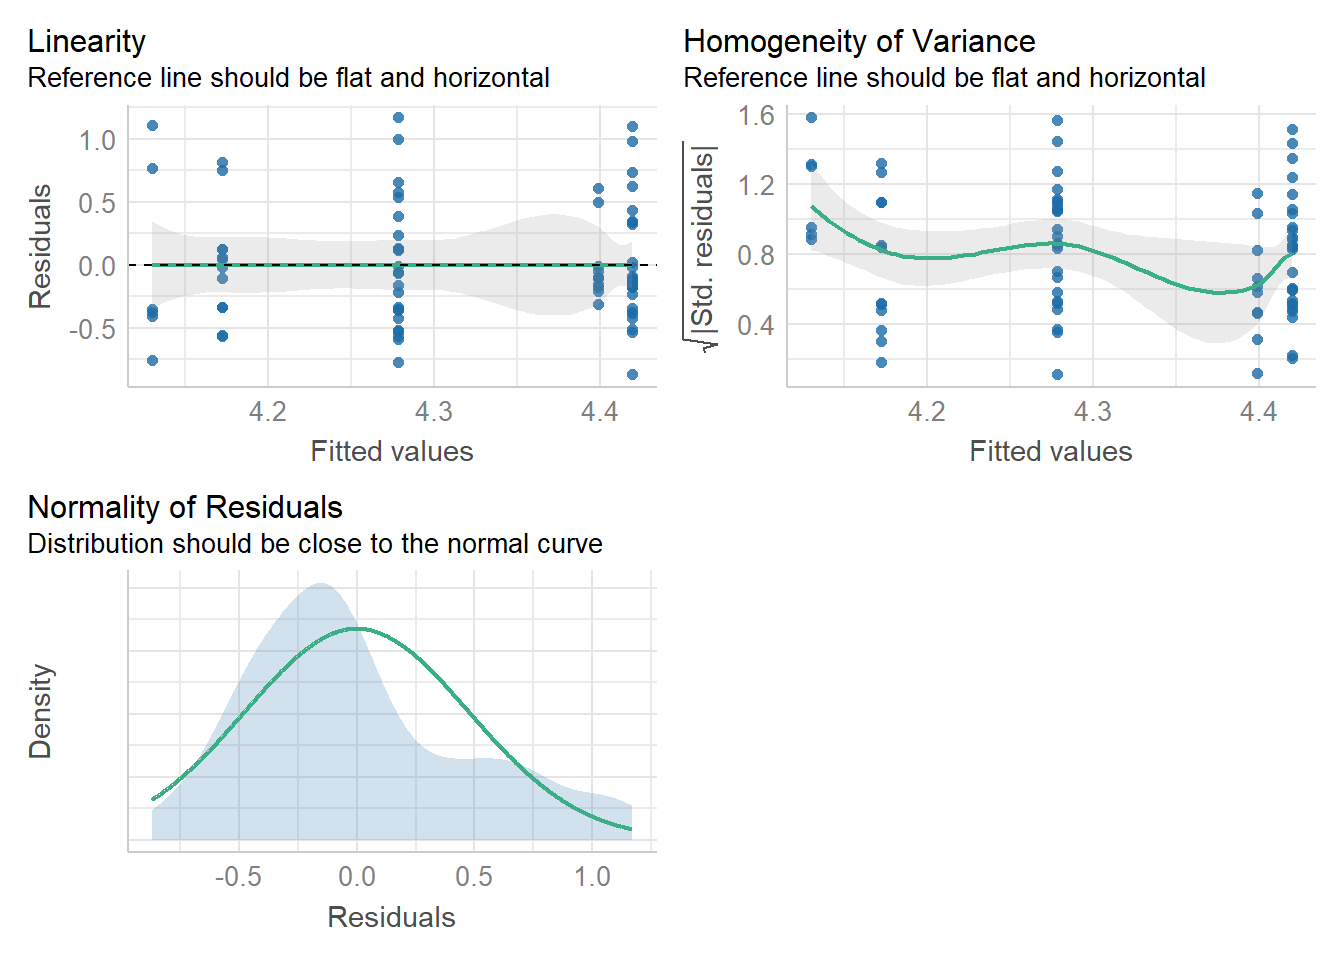 Linearity
Reference line should be flat and horizontal
Residuals
1.0
0.5
0.0
-0.5
4.2 4.3 4.4
Fitted values
Homogeneity of Variance
Reference line should be flat and horizontal
√|Std. residuals|
1.6
1.2
0.8
0.4
4.2 4.3 4.4
Fitted values
Normality of Residuals
Distribution should be close to the normal curve
Density
-0.5 0.0 0.5 1.0
Residuals